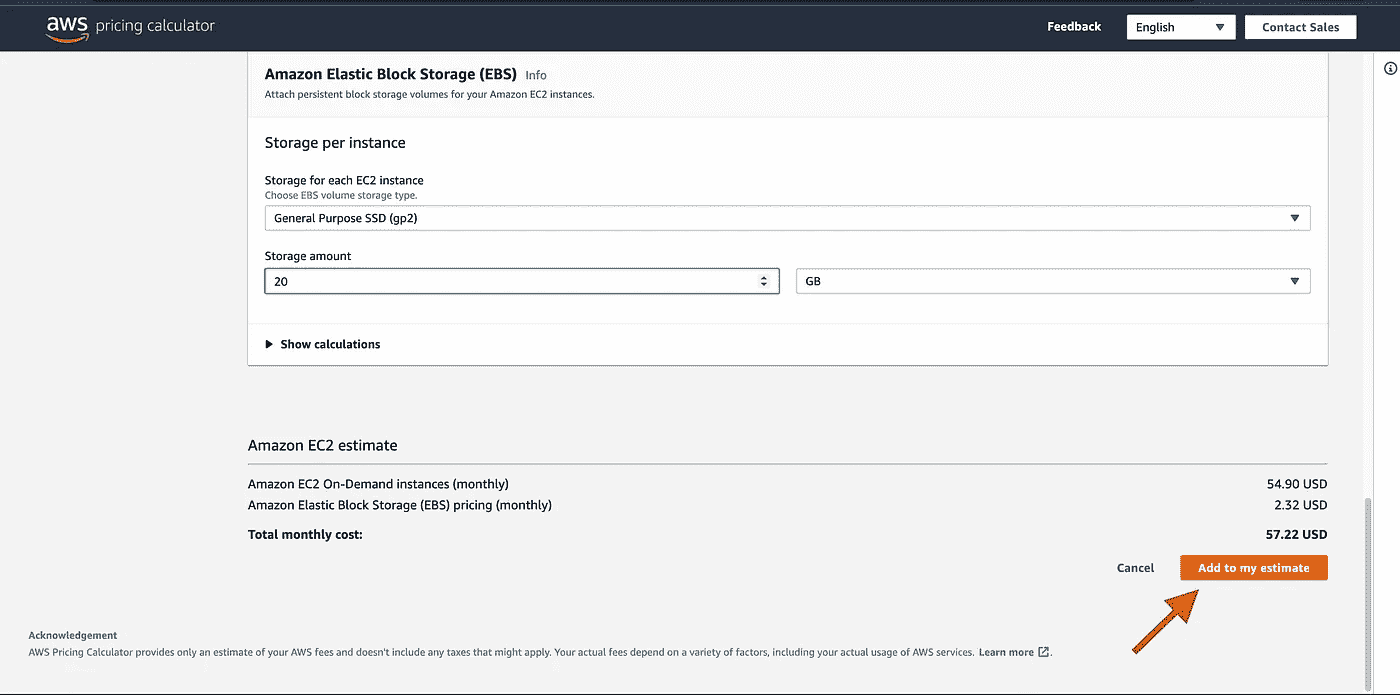 aws pricing calculator
Feedback
English
Contact Sales
Amazon Elastic Block Storage (EBS) Info
Attach persistent block storage volumes for your Amazon EC2 instances.
Storage per instance
Storage for each EC2 instance
Choose EBS volume storage type.
General Purpose SSD (gp2)
Storage amount
20
GB
Show calculations
Amazon EC2 estimate
Amazon EC2 On-Demand instances (monthly) 54.90 USD
Amazon Elastic Block Storage (EBS) pricing (monthly) 2.32 USD
Total monthly cost: 57.22 USD
Cancel
Add to my estimate
Acknowledgement
AWS Pricing Calculator provides only an estimate of your AWS fees and doesn't include any taxes that might apply. Your actual fees depend on a variety of factors, including your actual usage of AWS services. Learn more .